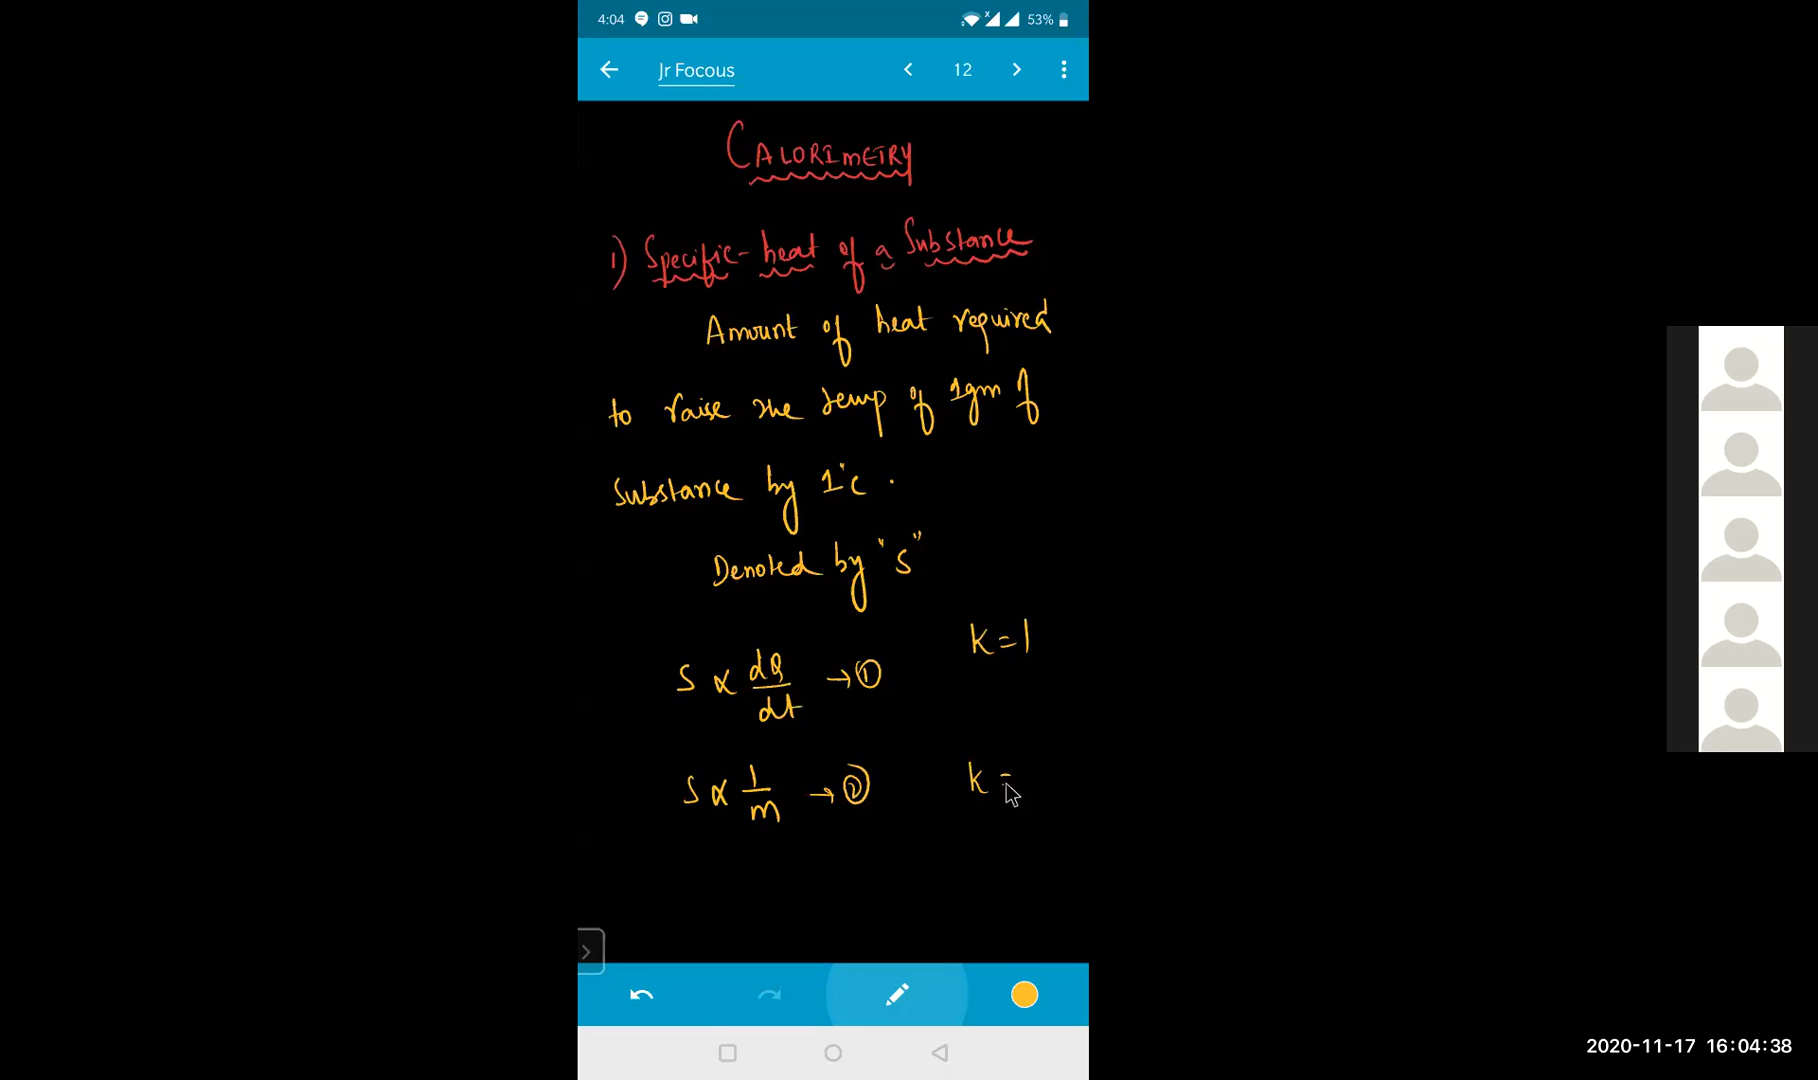 4:04 53%
Jr Focous 12
CALORIMETRY
1) Specific-heat of a Substance
Amount of heat required
to raise the temp of 1gm of
substance by 1°c .
Denoted by "s"
k=1
S ∝ dQ/dt → ①
S ∝ 1/m → ② k =
2020-11-17 16:04:38